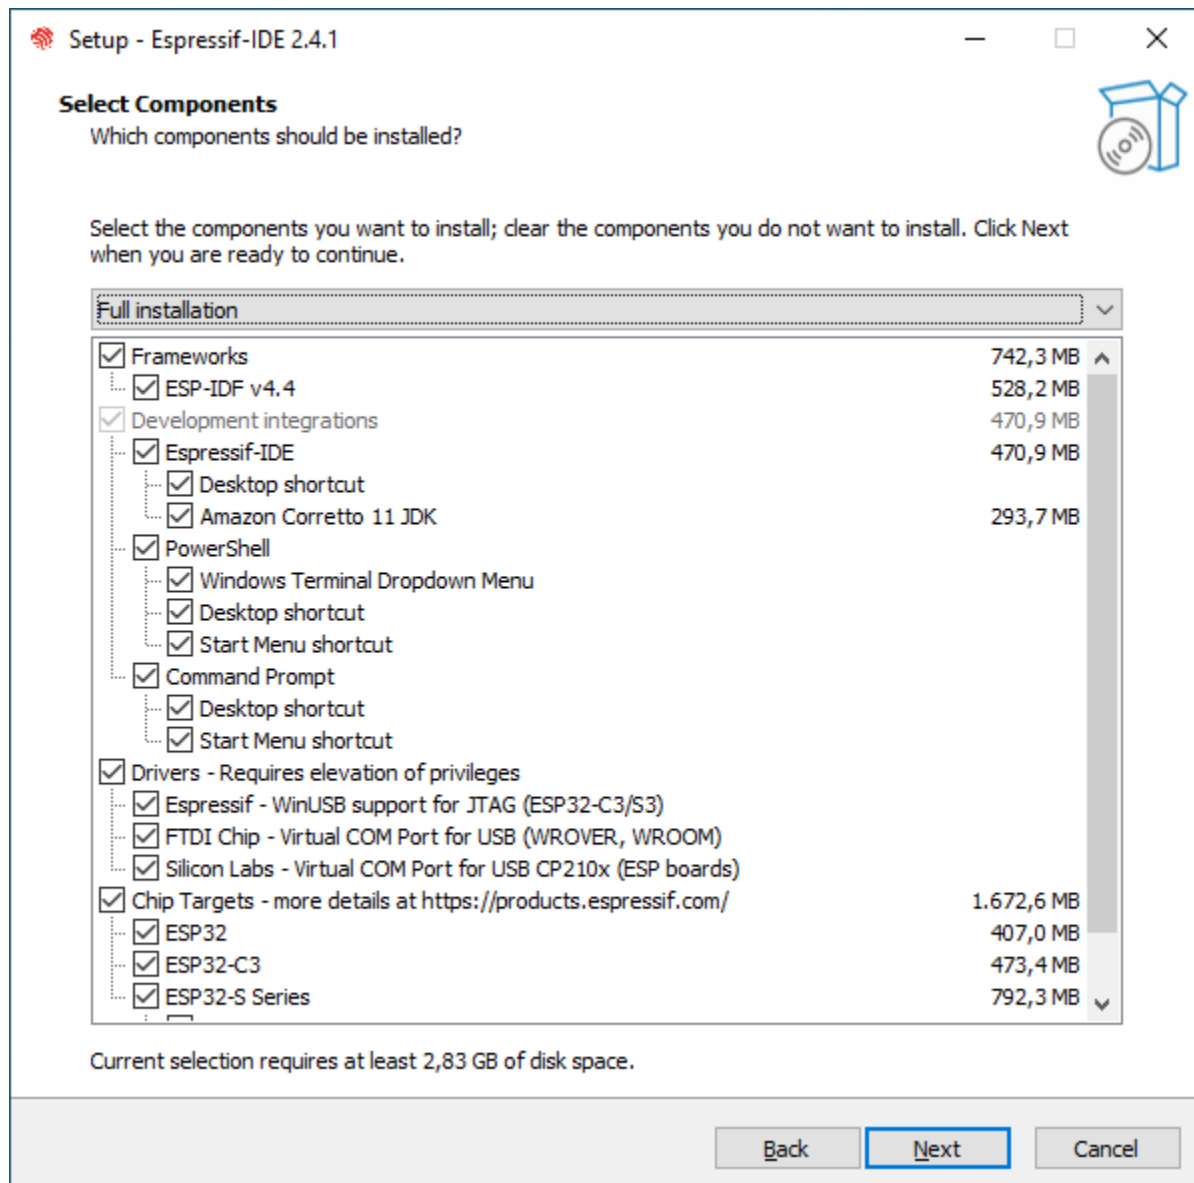 Setup - Espressif-IDE 2.4.1
Select Components
Which components should be installed?
Select the components you want to install; clear the components you do not want to install. Click Next
when you are ready to continue.
Full installation
Frameworks 742,3 MB
ESP-IDF v4.4 528,2 MB
Development integrations 470,9 MB
Espressif-IDE 470,9 MB
Desktop shortcut
Amazon Corretto 11 JDK 293,7 MB
PowerShell
Windows Terminal Dropdown Menu
Desktop shortcut
Start Menu shortcut
Command Prompt
Desktop shortcut
Start Menu shortcut
Drivers - Requires elevation of privileges
Espressif - WinUSB support for JTAG (ESP32-C3/S3)
FTDI Chip - Virtual COM Port for USB (WROVER, WROOM)
Silicon Labs - Virtual COM Port for USB CP210x (ESP boards)
Chip Targets - more details at https://products.espressif.com/ 1.672,6 MB
ESP32 407,0 MB
ESP32-C3 473,4 MB
ESP32-S Series 792,3 MB
Current selection requires at least 2,83 GB of disk space.
Back Next Cancel